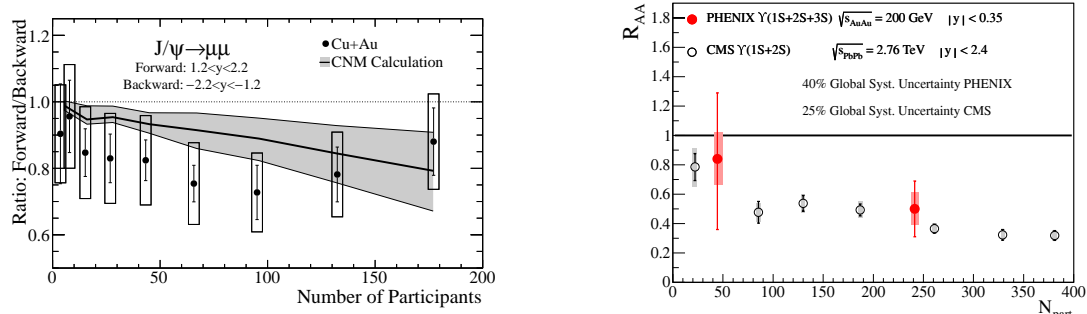 J/ψ→μμ
Forward: 1.2<y<2.2
Backward: −2.2<y<−1.2
Cu+Au
CNM Calculation
Ratio: Forward/Backward
1.2
1.0
0.8
0.6
0
50
100
150
200
Number of Participants
R_AA
PHENIX ϒ(1S+2S+3S) √s_AuAu = 200 GeV |y| < 0.35
CMS ϒ(1S+2S) √s_PbPb = 2.76 TeV |y| < 2.4
40% Global Syst. Uncertainty PHENIX
25% Global Syst. Uncertainty CMS
1.8
1.6
1.4
1.2
1
0.8
0.6
0.4
0.2
0
0
50
100
150
200
250
300
350
400